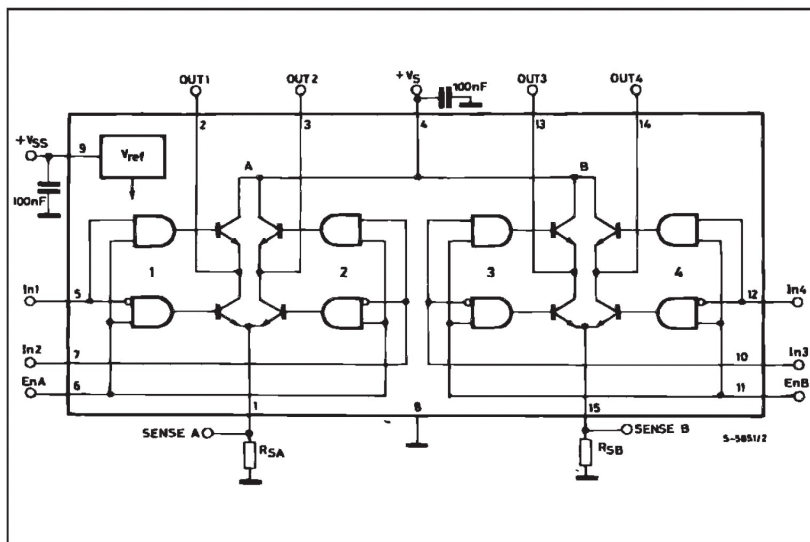 OUT1 OUT2 +VS 100nF OUT3 OUT4
2 3 4 13 14
+VSS 9 Vref
A B
100nF
1 2 3 4
In1 5 12 In4
In2 7 10 In3
EnA 6 11 EnB
1 8 15
SENSE A SENSE B
S-5851/2
RSA RSB